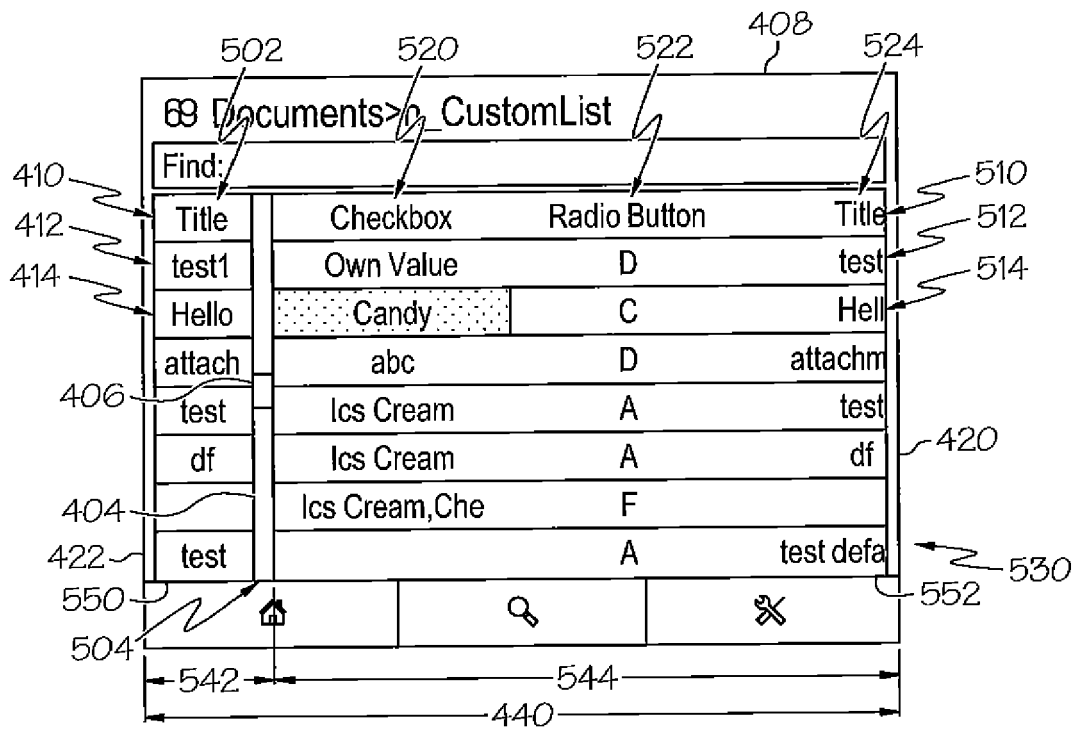 408
502 520 522 524
69 Documents>n_CustomList
Find:
410 510
Title Checkbox Radio Button Title
412 512
test1 Own Value D test
414 514
Hello Candy C Hell
attach abc D attachm
406
test Ics Cream A test
420
df Ics Cream A df
404
Ics Cream,Che F
422
test A test defa
530
550 552
504
542 544
440